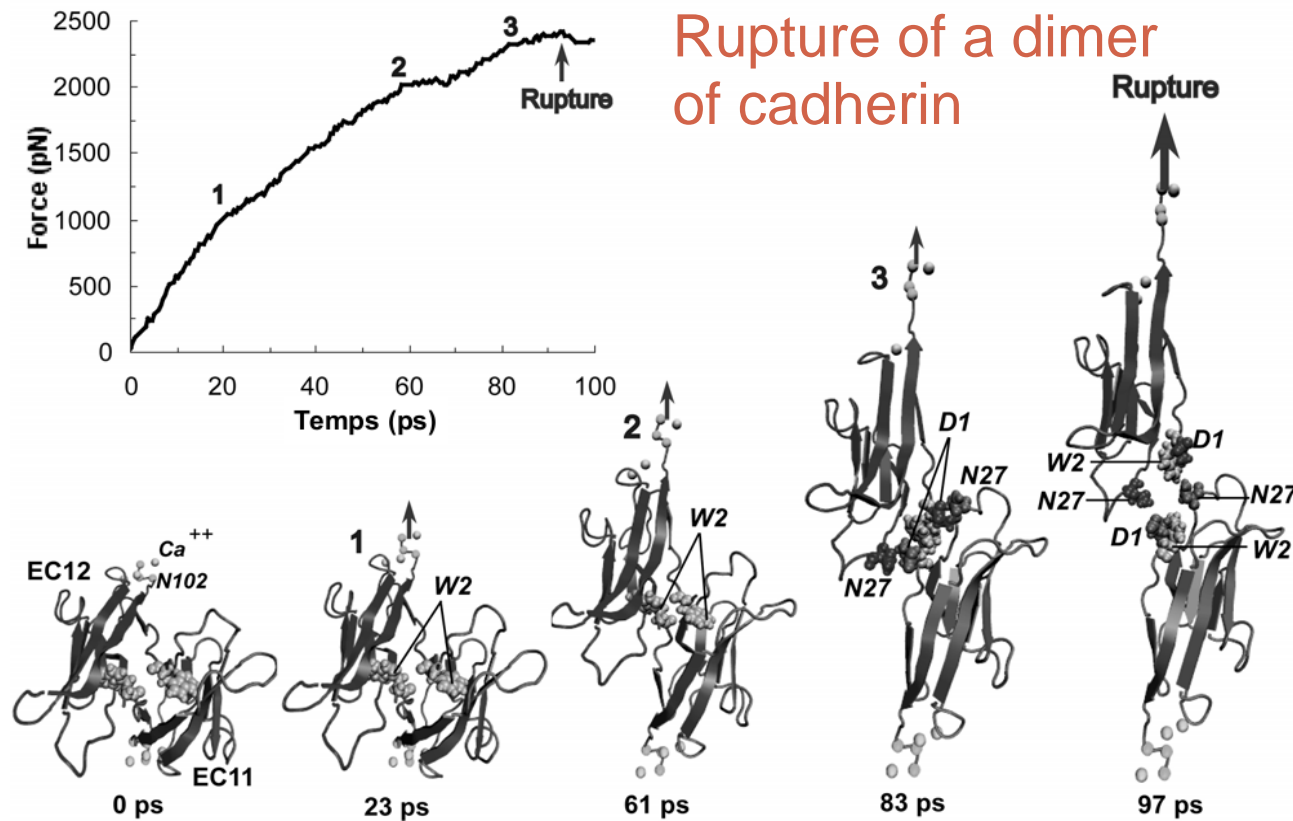 Rupture of a dimer
of cadherin
Force (pN)
2500
2000
1500
1000
500
0
0 20 40 60 80 100
Temps (ps)
1
2
3
Rupture
EC12
Ca++
N102
EC11
0 ps
1
W2
23 ps
2
W2
61 ps
3
D1
N27
N27
83 ps
Rupture
D1
W2
N27
N27
D1
W2
97 ps